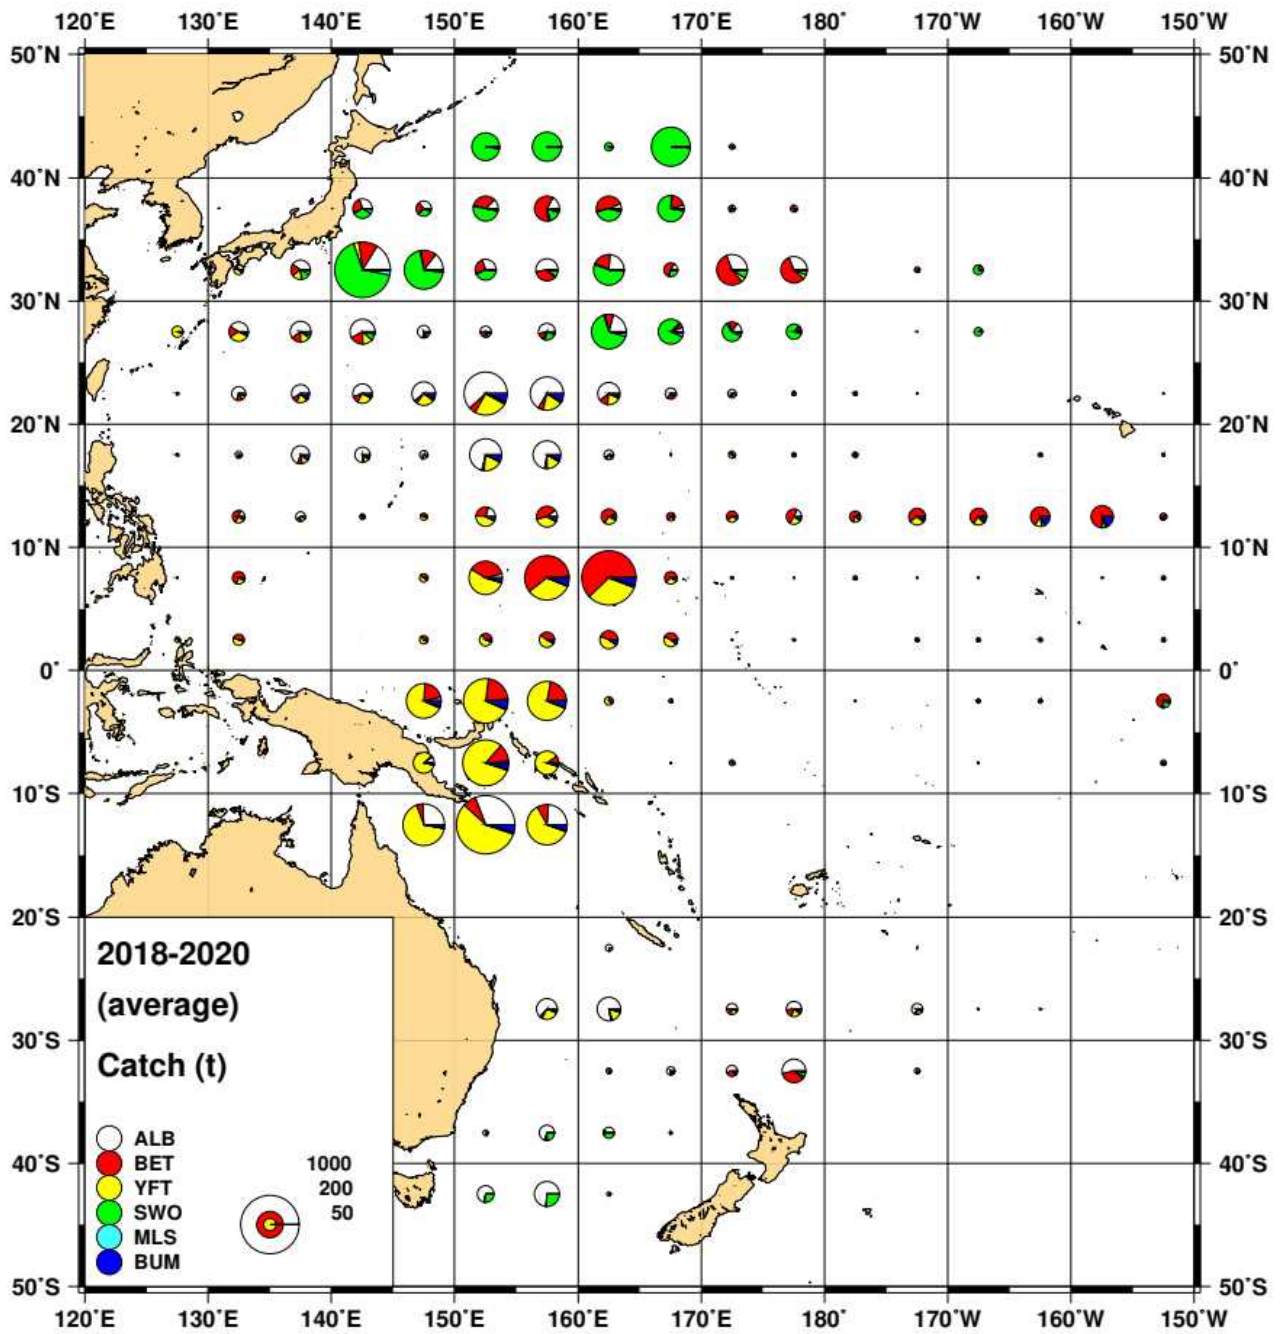 120˚E 130˚E 140˚E 150˚E 160˚E 170˚E 180˚ 170˚W 160˚W 150˚W
50˚N 50˚N
40˚N 40˚N
30˚N 30˚N
20˚N 20˚N
10˚N 10˚N
0˚ 0˚
10˚S 10˚S
20˚S 20˚S
2018-2020
(average)
30˚S 30˚S
Catch (t)
ALB
BET 1000
40˚S 40˚S
YFT 200
SWO 50
MLS
BUM
50˚S 50˚S
120˚E 130˚E 140˚E 150˚E 160˚E 170˚E 180˚ 170˚W 160˚W 150˚W